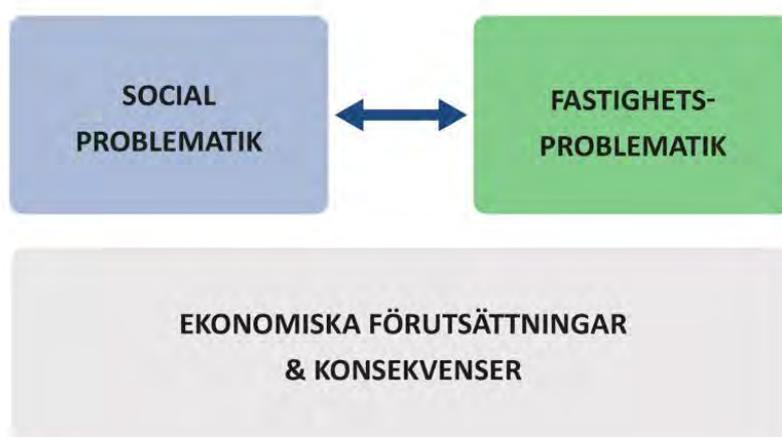 SOCIAL
PROBLEMATIK
FASTIGHETS-
PROBLEMATIK
EKONOMISKA FÖRUTSÄTTNINGAR
& KONSEKVENSER